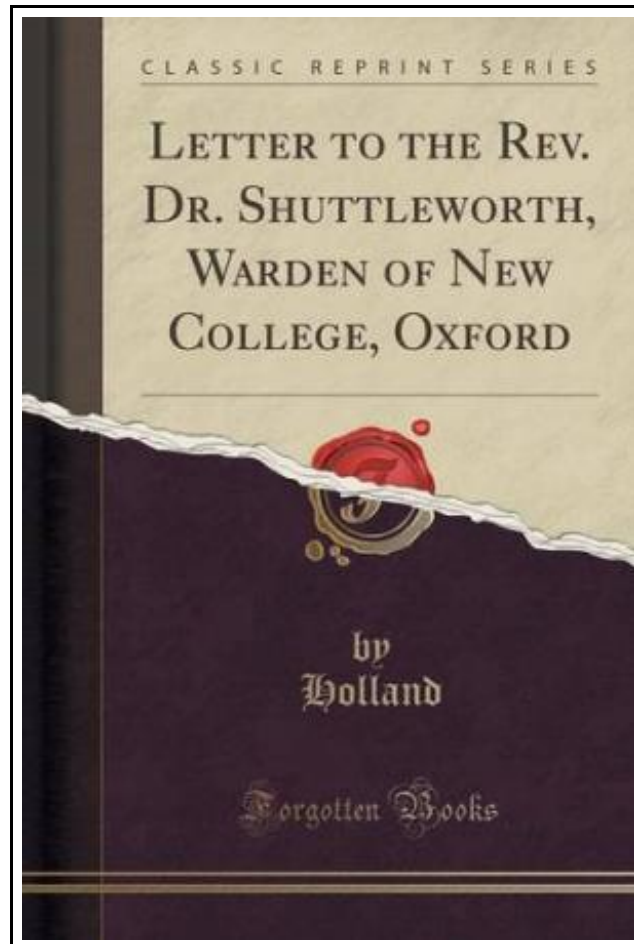 CLASSIC REPRINT SERIES
LETTER TO THE REV.
DR. SHUTTLEWORTH,
WARDEN OF NEW
COLLEGE, OXFORD
by
Holland
Forgotten Books